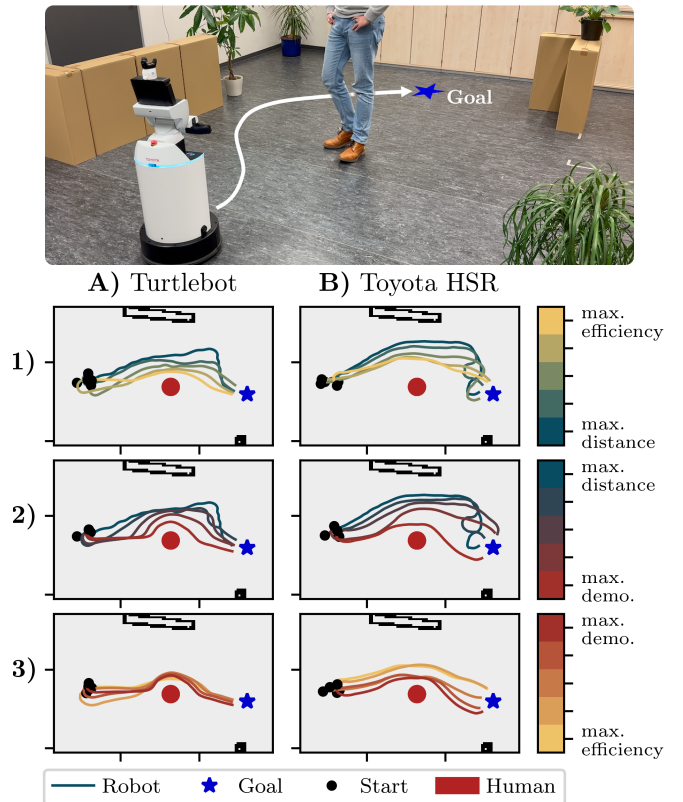 Goal
A) Turtlebot
B) Toyota HSR
1)
max.
efficiency
max.
distance
2)
max.
distance
max.
demo.
3)
max.
demo.
max.
efficiency
Robot
Goal
Start
Human